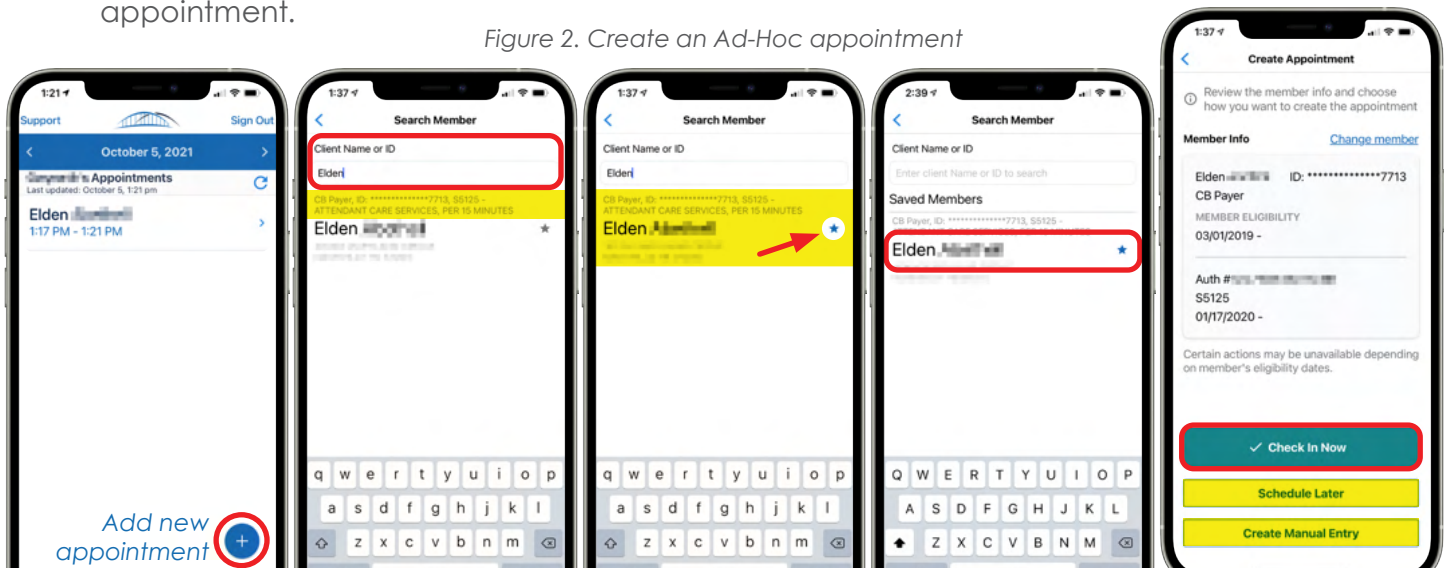 appointment.
Figure 2. Create an Ad-Hoc appointment
1:21
Support
Sign Out
October 5, 2021
Appointments
Last updated: October 5, 1:21 pm
Elden
1:17 PM - 1:21 PM
Add new
appointment
1:37
Search Member
Client Name or ID
Elden
CB Payer, ID: **************7713, S5125 -
ATTENDANT CARE SERVICES, PER 15 MINUTES
Elden
q w e r t y u i o p
a s d f g h j k l
z x c v b n m
1:37
Search Member
Client Name or ID
Elden
CB Payer, ID: **************7713, S5125 -
ATTENDANT CARE SERVICES, PER 15 MINUTES
Elden
q w e r t y u i o p
a s d f g h j k l
z x c v b n m
2:39
Search Member
Client Name or ID
Enter client Name or ID to search
Saved Members
CB Payer, ID: **************7713, S5125 -
Elden
Q W E R T Y U I O P
A S D F G H J K L
Z X C V B N M
1:37
Create Appointment
Review the member info and choose
how you want to create the appointment
Member Info
Change member
Elden ID: **************7713
CB Payer
MEMBER ELIGIBILITY
03/01/2019 -
Auth #
S5125
01/17/2020 -
Certain actions may be unavailable depending
on member's eligibility dates.
Check In Now
Schedule Later
Create Manual Entry